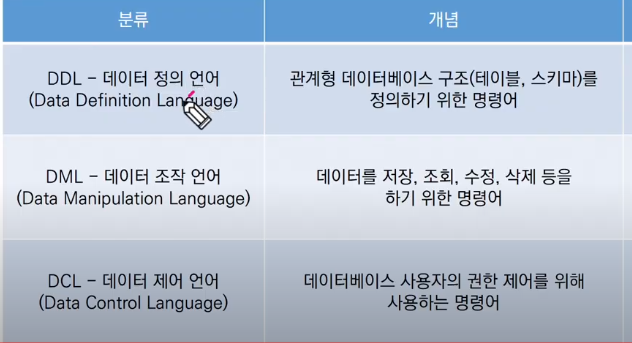 분류
개념
DDL – 데이터 정의 언어
(Data Definition Language)
관계형 데이터베이스 구조(테이블, 스키마)를
정의하기 위한 명령어
DML – 데이터 조작 언어
(Data Manipulation Language)
데이터를 저장, 조회, 수정, 삭제 등을
하기 위한 명령어
DCL – 데이터 제어 언어
(Data Control Language)
데이터베이스 사용자의 권한 제어를 위해
사용하는 명령어